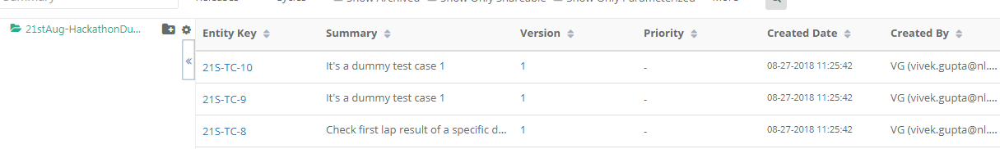 Summary Releases Cycles Show Archived Show Only Shareable Show Only Parameterized More
21stAug-HackathonDu...
Entity Key Summary Version Priority Created Date Created By
21S-TC-10 It's a dummy test case 1 1 - 08-27-2018 11:25:42 VG (vivek.gupta@nl....
21S-TC-9 It's a dummy test case 1 1 - 08-27-2018 11:25:42 VG (vivek.gupta@nl....
21S-TC-8 Check first lap result of a specific d... 1 - 08-27-2018 11:25:42 VG (vivek.gupta@nl....